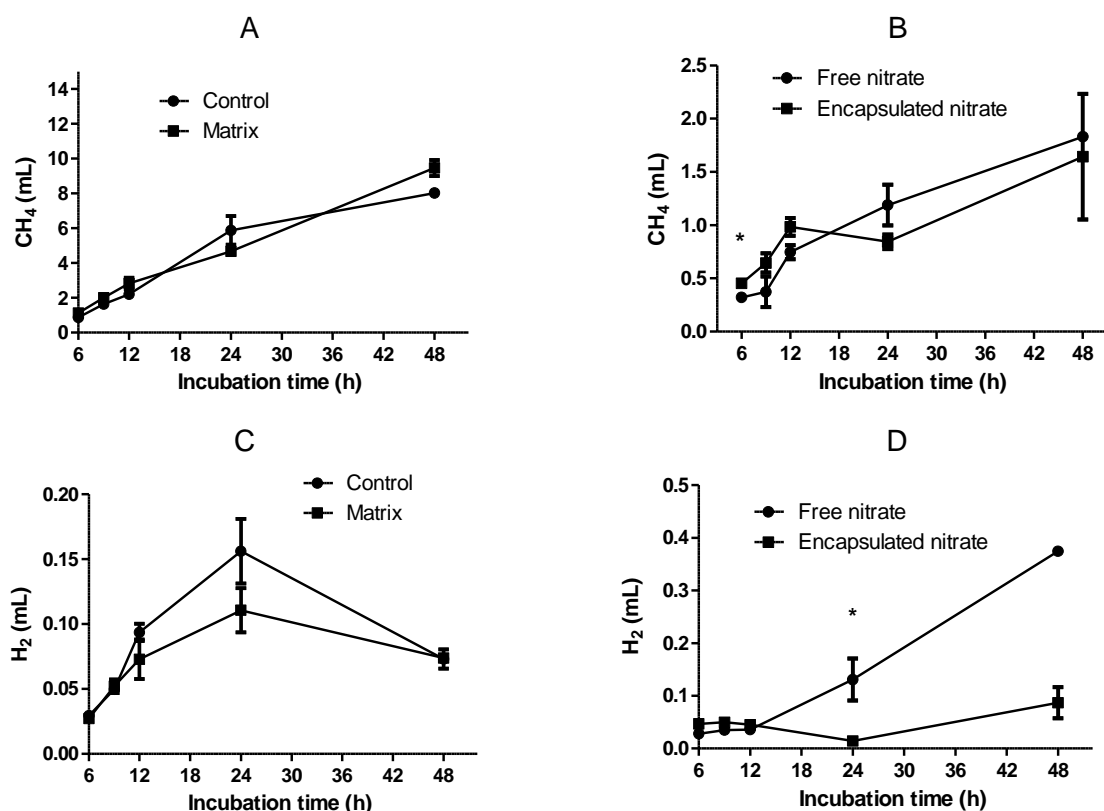 A
14
12
10
8
6
4
2
0
CH₄ (mL)
Control
Matrix
6 12 18 24 30 36 42 48
Incubation time (h)
B
2.5
2.0
1.5
1.0
0.5
0.0
CH₄ (mL)
Free nitrate
Encapsulated nitrate
*
6 12 18 24 30 36 42 48
Incubation time (h)
C
0.20
0.15
0.10
0.05
0.00
H₂ (mL)
Control
Matrix
6 12 18 24 30 36 42 48
Incubation time (h)
D
0.5
0.4
0.3
0.2
0.1
0.0
H₂ (mL)
Free nitrate
Encapsulated nitrate
*
6 12 18 24 30 36 42 48
Incubation time (h)